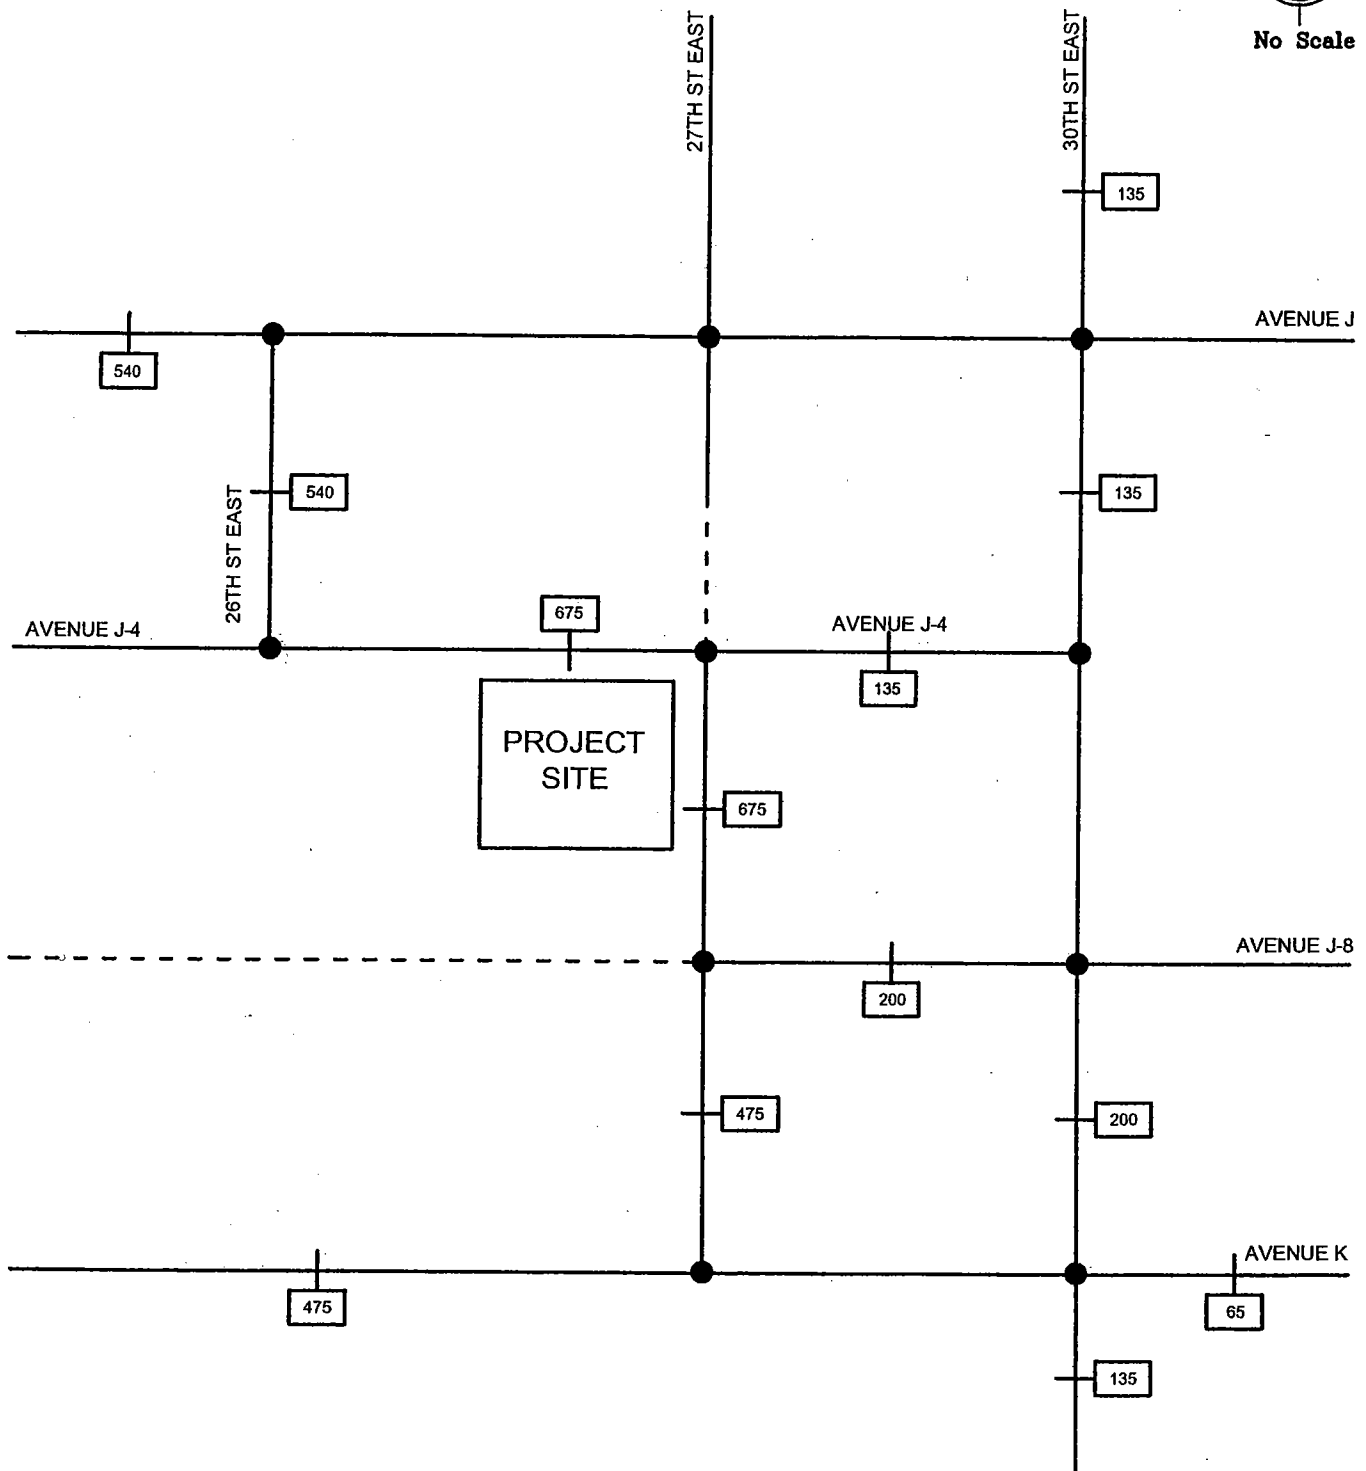 No Scale
27TH ST EAST
30TH ST EAST
135
AVENUE J
540
540
135
26TH ST EAST
675
AVENUE J-4
AVENUE J-4
135
PROJECT
SITE
675
AVENUE J-8
200
475
200
AVENUE K
475
65
135